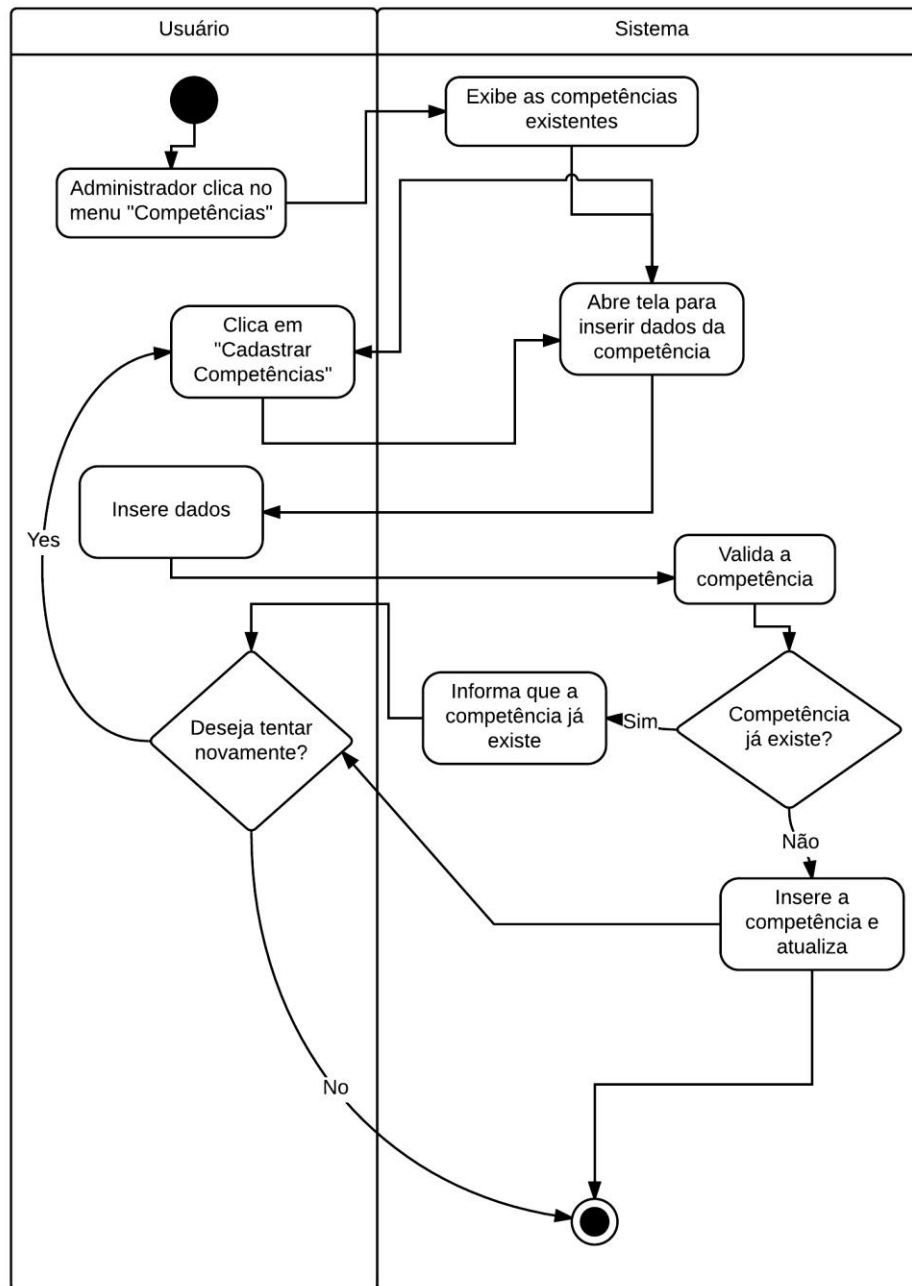 Usuário
Sistema
Exibe as competências
existentes
Administrador clica no
menu "Competências"
Abre tela para
inserir dados da
competência
Clica em
"Cadastrar
Competências"
Insere dados
Yes
Valida a
competência
Deseja tentar
novamente?
Informa que a
competência já
existe
Sim
Competência
já existe?
Não
Insere a
competência e
atualiza
No